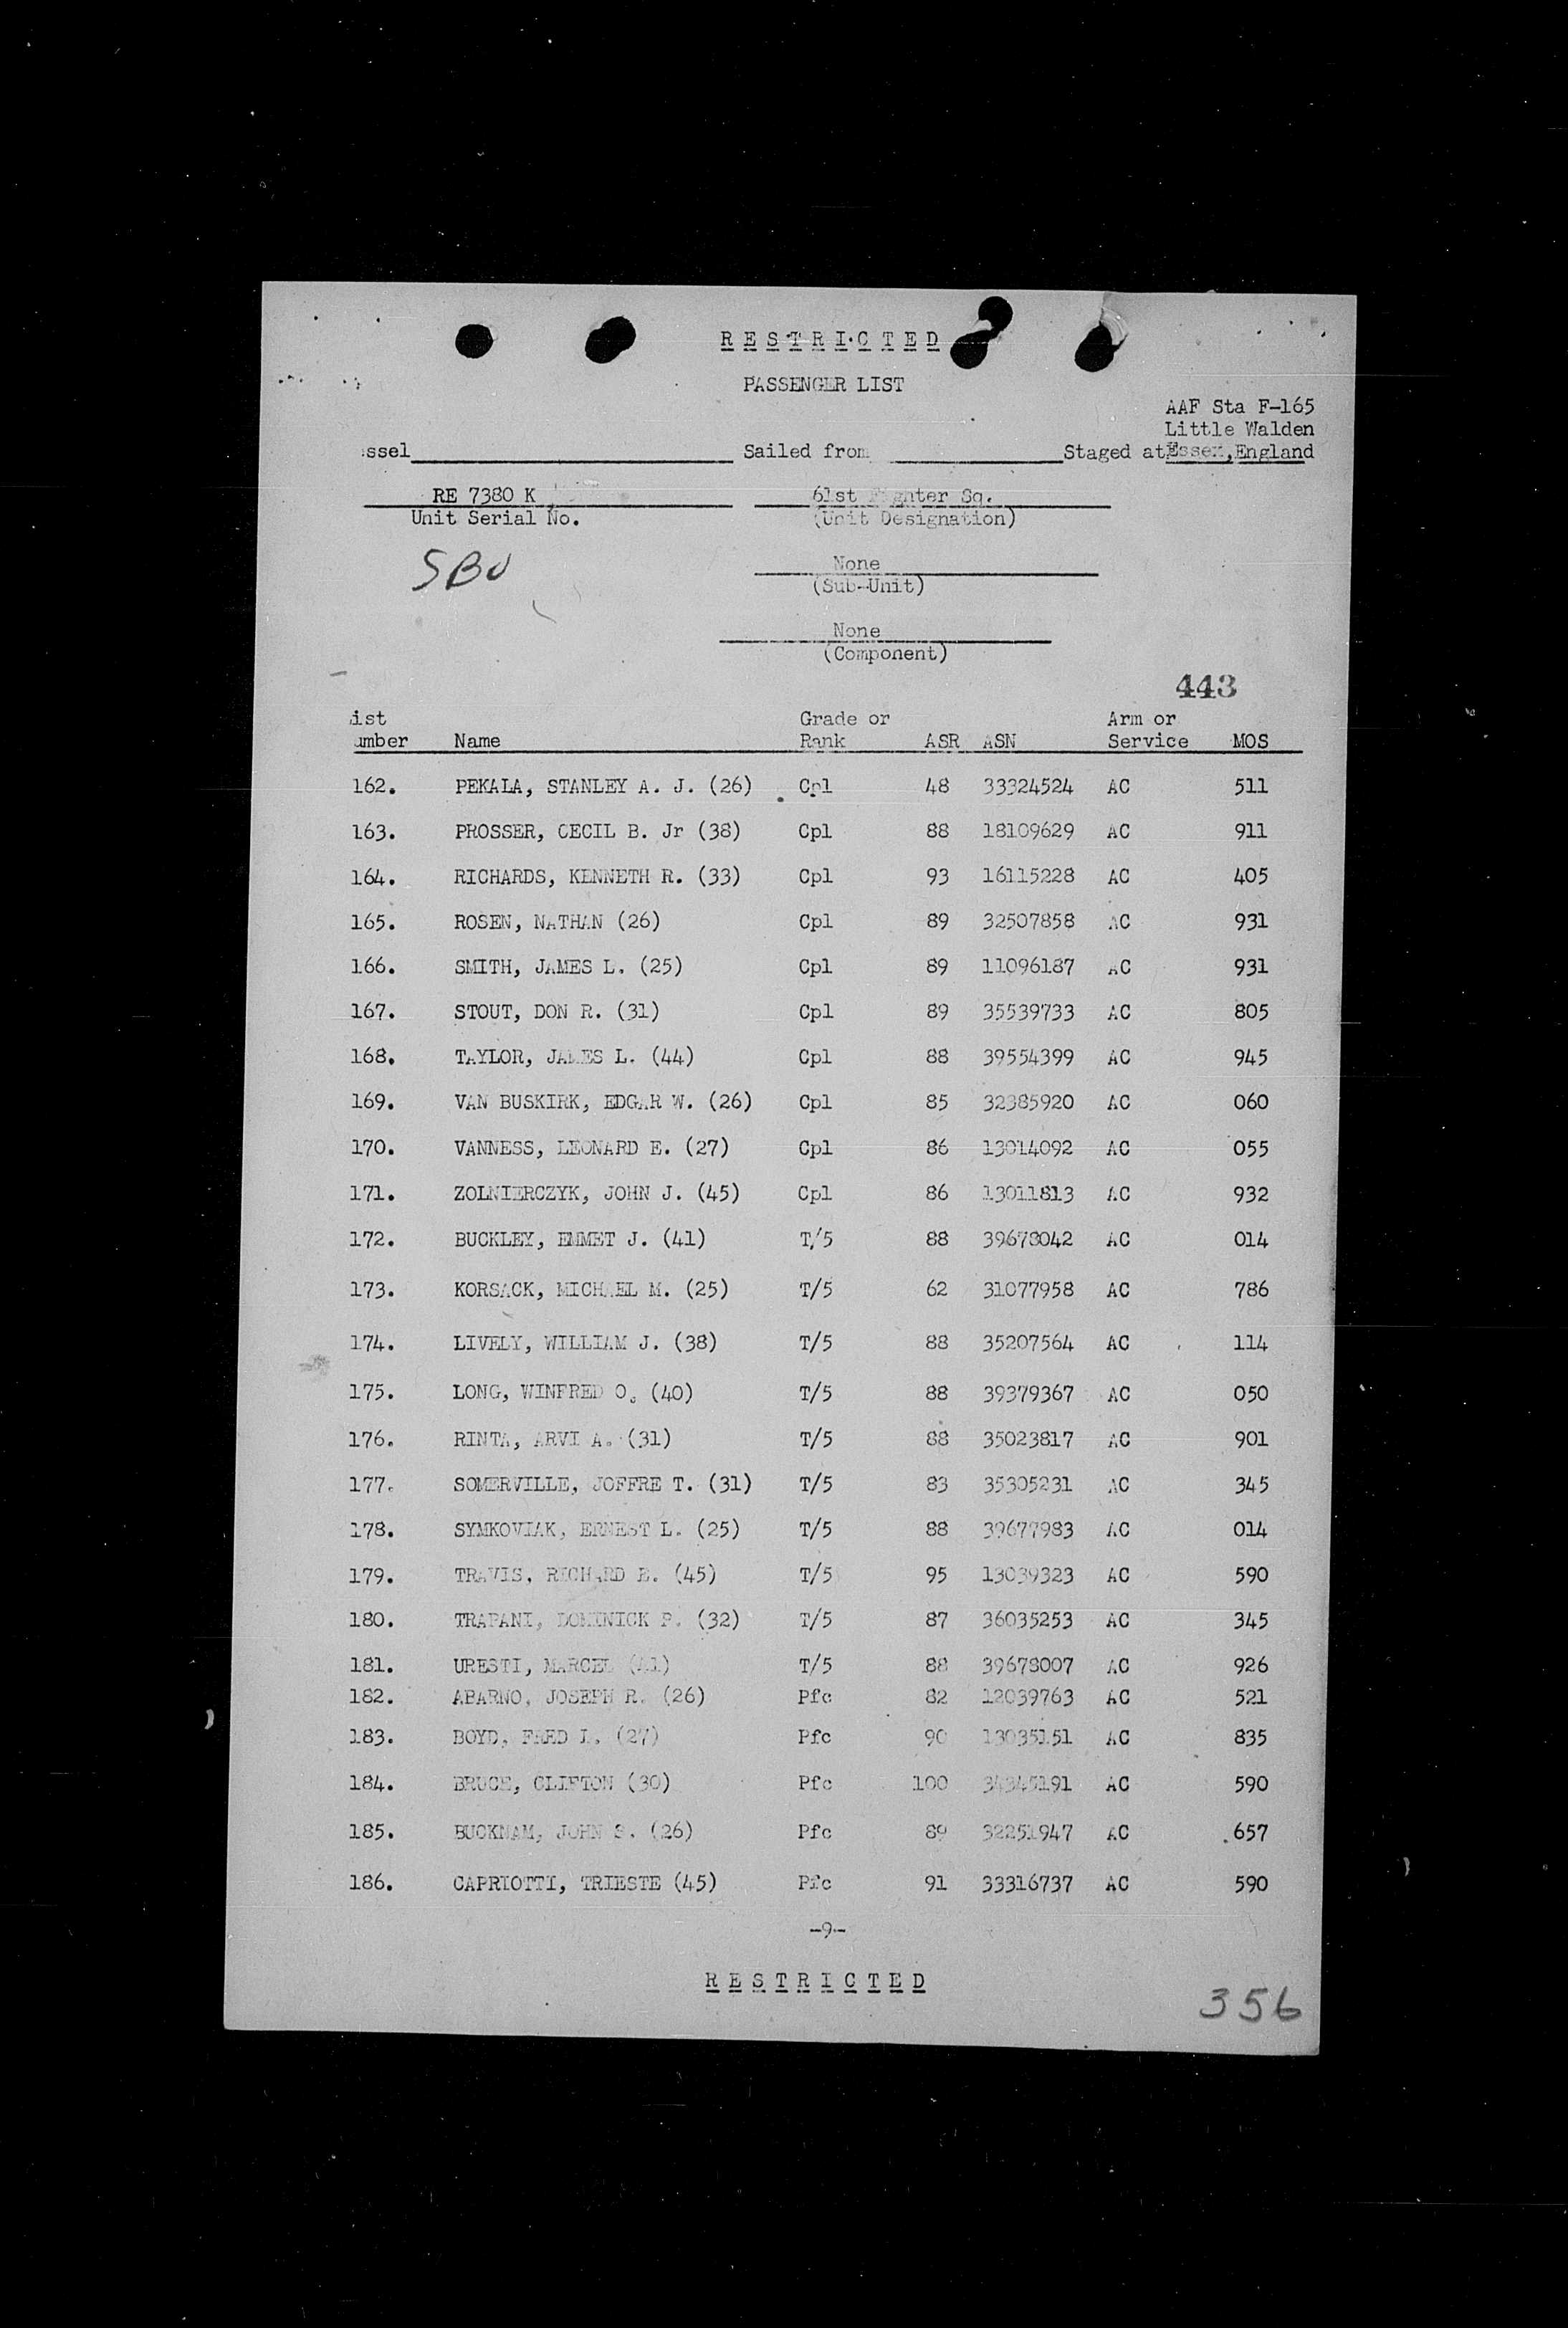 RESTRICTED
PASSENGER LIST
AAF Sta F-165
Little Walden
ssel Sailed from Staged at Essex, England
RE 7380 K 61st Fighter Sq.
Unit Serial No. (Unit Designation)
SBU
None
(Sub-Unit)
None
(Component)
443
ist Grade or Arm or
umber Name Rank ASR ASN Service MOS
162. PEKALA, STANLEY A. J. (26) Cpl 48 33324524 AC 511
163. PROSSER, CECIL B. Jr (38) Cpl 88 18109629 AC 911
164. RICHARDS, KENNETH R. (33) Cpl 93 16115228 AC 405
165. ROSEN, NATHAN (26) Cpl 89 32507858 AC 931
166. SMITH, JAMES L. (25) Cpl 89 11096187 AC 931
167. STOUT, DON R. (31) Cpl 89 35539733 AC 805
168. TAYLOR, JAMES L. (44) Cpl 88 39554399 AC 945
169. VAN BUSKIRK, EDGAR W. (26) Cpl 85 32385920 AC 060
170. VANNESS, LEONARD E. (27) Cpl 86 13014092 AC 055
171. ZOLNIERCZYK, JOHN J. (45) Cpl 86 13011813 AC 932
172. BUCKLEY, EMMET J. (41) T/5 88 39678042 AC 014
173. KORSACK, MICHAEL M. (25) T/5 62 31077958 AC 786
174. LIVELY, WILLIAM J. (38) T/5 88 35207564 AC 114
175. LONG, WINFRED O. (40) T/5 88 39379367 AC 050
176. RINTA, ARVI A. (31) T/5 88 35023817 AC 901
177. SOMERVILLE, JOFFRE T. (31) T/5 83 35305231 AC 345
178. SYMKOVIAK, ERNEST L. (25) T/5 88 39677983 AC 014
179. TRAVIS, RICHARD E. (45) T/5 95 13039323 AC 590
180. TRAPANI, DOMINICK P. (32) T/5 87 36035253 AC 345
181. URESTI, MARCEL (41) T/5 88 39678007 AC 926
182. ABARNO, JOSEPH R. (26) Pfc 82 12039763 AC 521
183. BOYD, FRED I. (27) Pfc 90 13035151 AC 835
184. BRUCE, CLIFTON (30) Pfc 100 34345191 AC 590
185. BUCKNAM, JOHN S. (26) Pfc 89 32251947 AC 657
186. CAPRIOTTI, TRIESTE (45) Pfc 91 33316737 AC 590
-9-
RESTRICTED
356